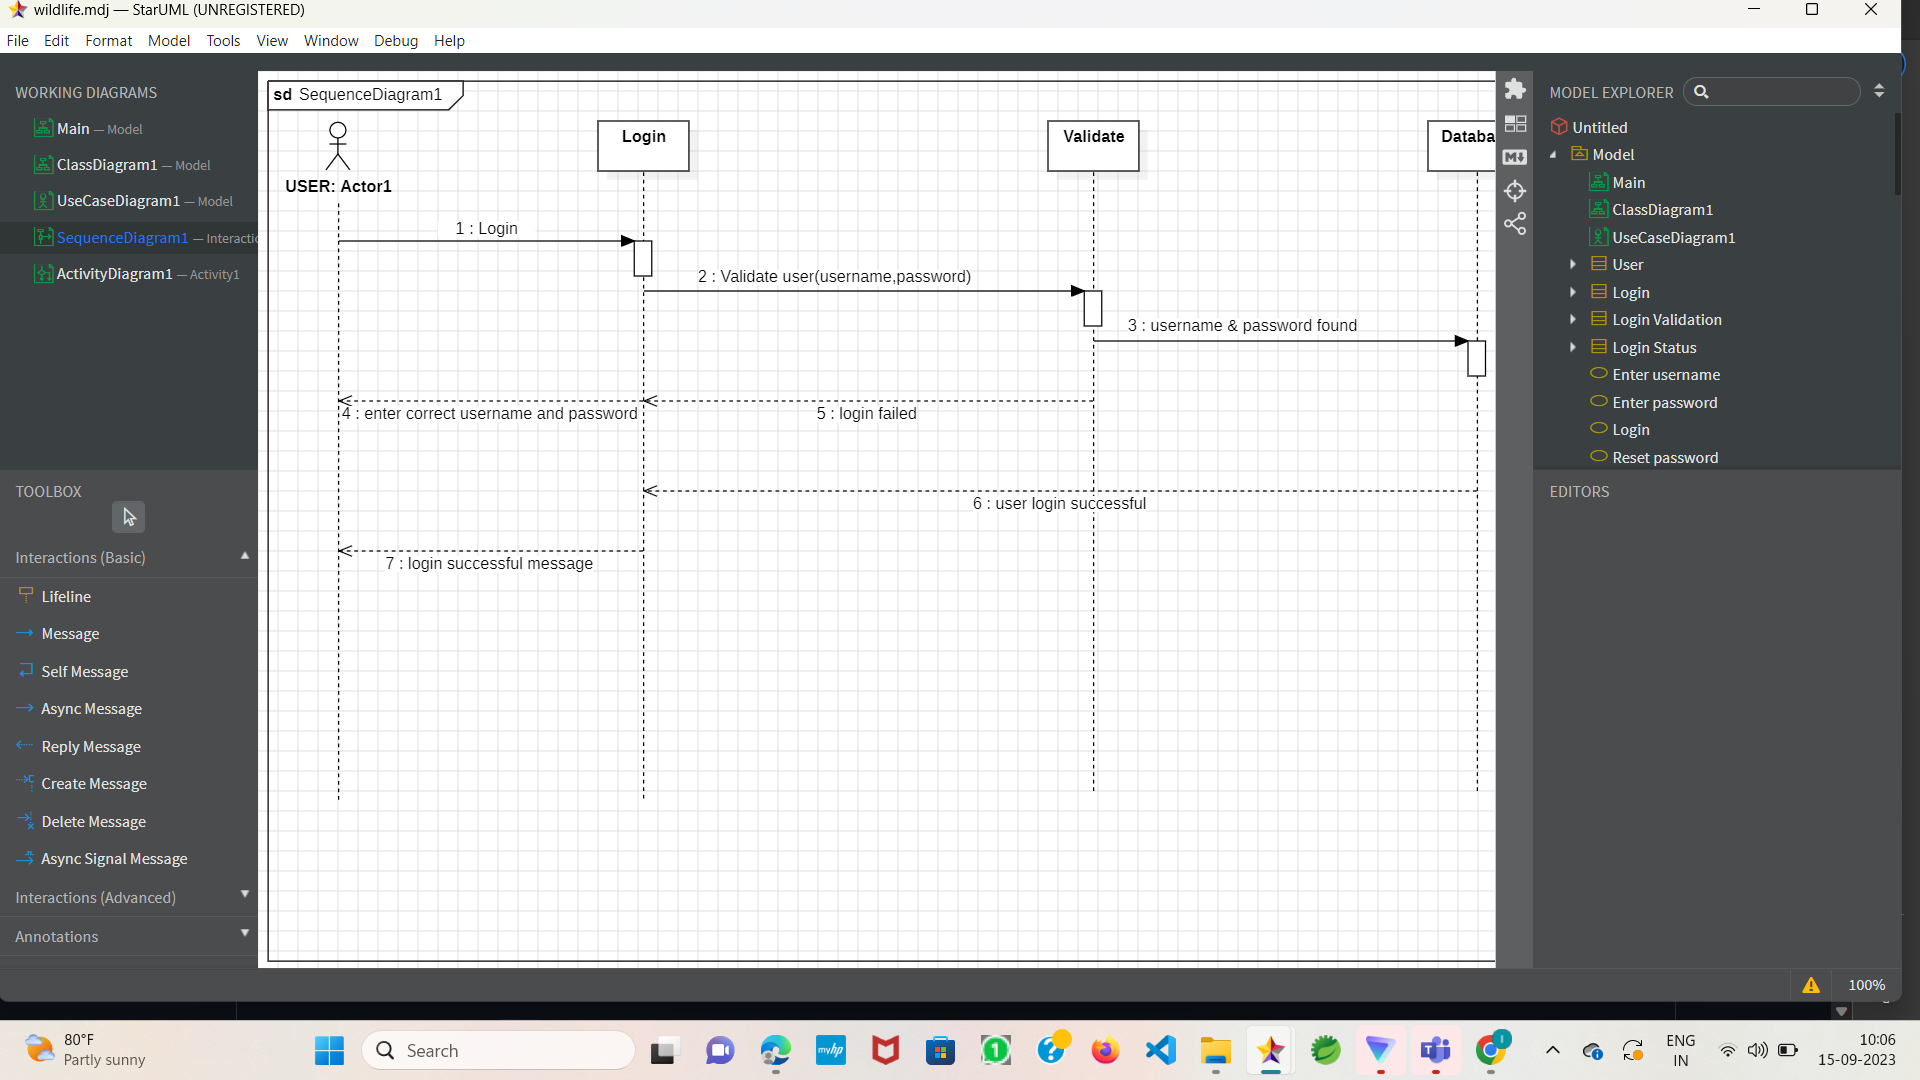 wildlife.mdj — StarUML (UNREGISTERED)
File Edit Format Model Tools View Window Debug Help
WORKING DIAGRAMS
Main — Model
ClassDiagram1 — Model
UseCaseDiagram1 — Model
SequenceDiagram1 — Interactio
ActivityDiagram1 — Activity1
TOOLBOX
Interactions (Basic)
Lifeline
Message
Self Message
Async Message
Reply Message
Create Message
Delete Message
Async Signal Message
Interactions (Advanced)
Annotations
sd SequenceDiagram1
USER: Actor1
Login
Validate
Databa
1 : Login
2 : Validate user(username,password)
3 : username & password found
4 : enter correct username and password
5 : login failed
6 : user login successful
7 : login successful message
MODEL EXPLORER
Untitled
Model
Main
ClassDiagram1
UseCaseDiagram1
User
Login
Login Validation
Login Status
Enter username
Enter password
Login
Reset password
EDITORS
100%
80°F
Partly sunny
Search
myhp
ENG
IN
10:06
15-09-2023